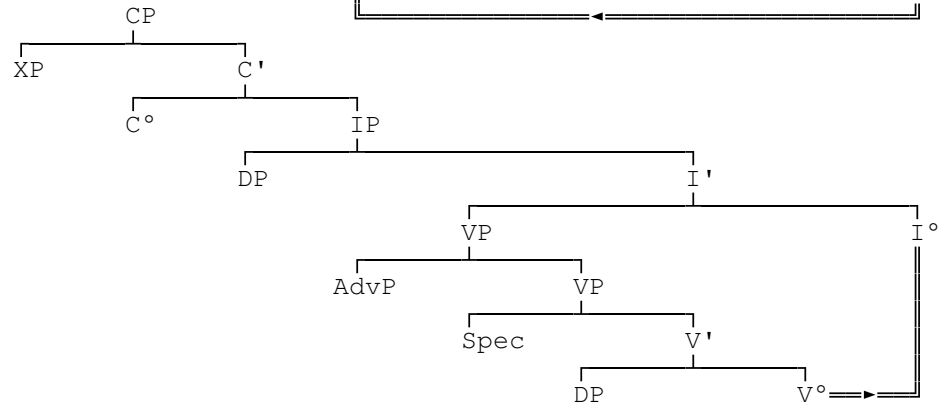 CP
XP C'
C° IP
DP I'
VP I°
AdvP VP
Spec V'
DP V°